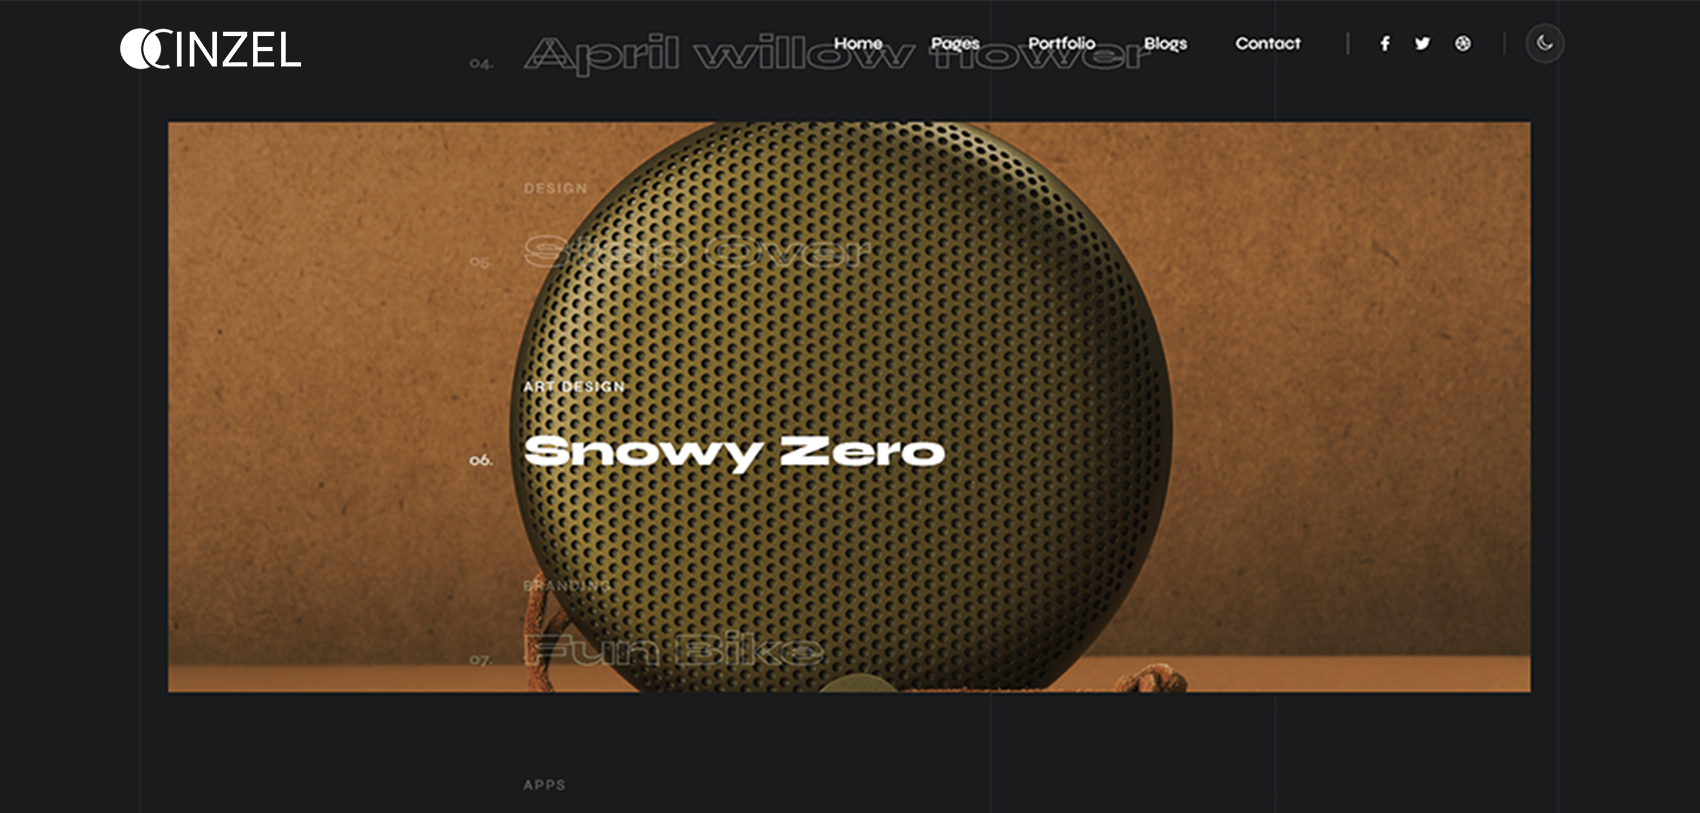 CINZEL
Home Pages Portfolio Blogs Contact
04. April willow flower
DESIGN
05. Step Over
ART DESIGN
06. Snowy Zero
BRANDING
07. Fun Bike
APPS